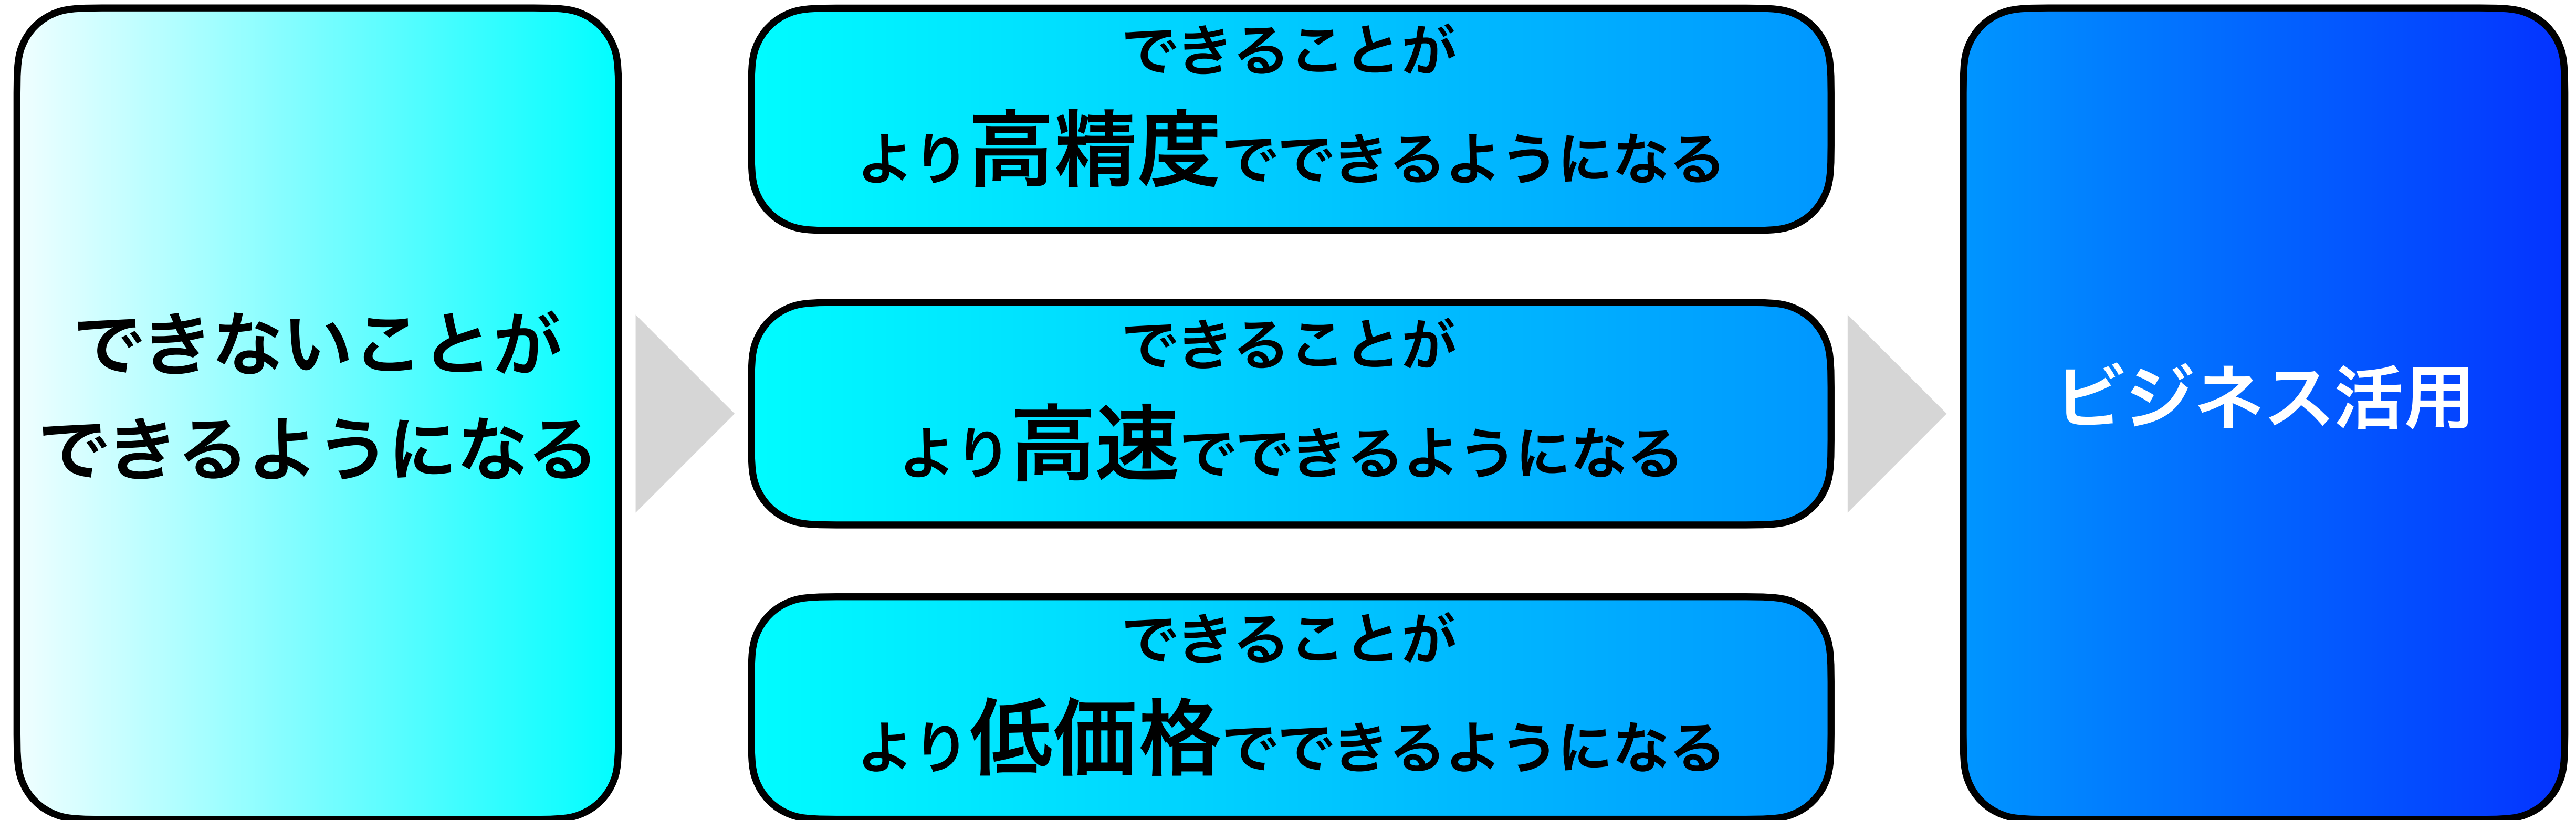 できないことが
できるようになる
できることが
より高精度でできるようになる
できることが
より高速でできるようになる
できることが
より低価格でできるようになる
ビジネス活用